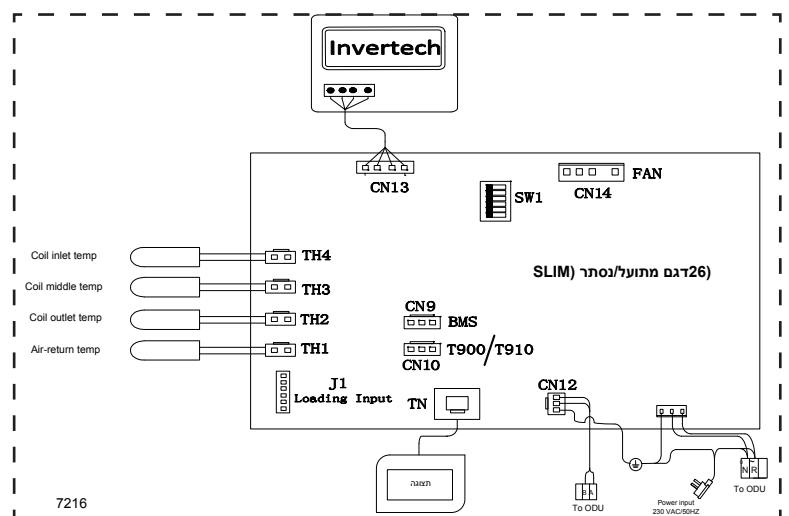 Invertech
CN13
SW1
CN14
FAN
Coil inlet temp
TH4
(26דגם מתועל/נסתר (SLIM
Coil middle temp
TH3
Coil outlet temp
TH2
CN9
BMS
Air-return temp
TH1
T900/T910
CN10
J1
Loading Input
TN
CN12
תצוגה
B A
To ODU
N R
To ODU
Power input
230 VAC/50HZ
7216